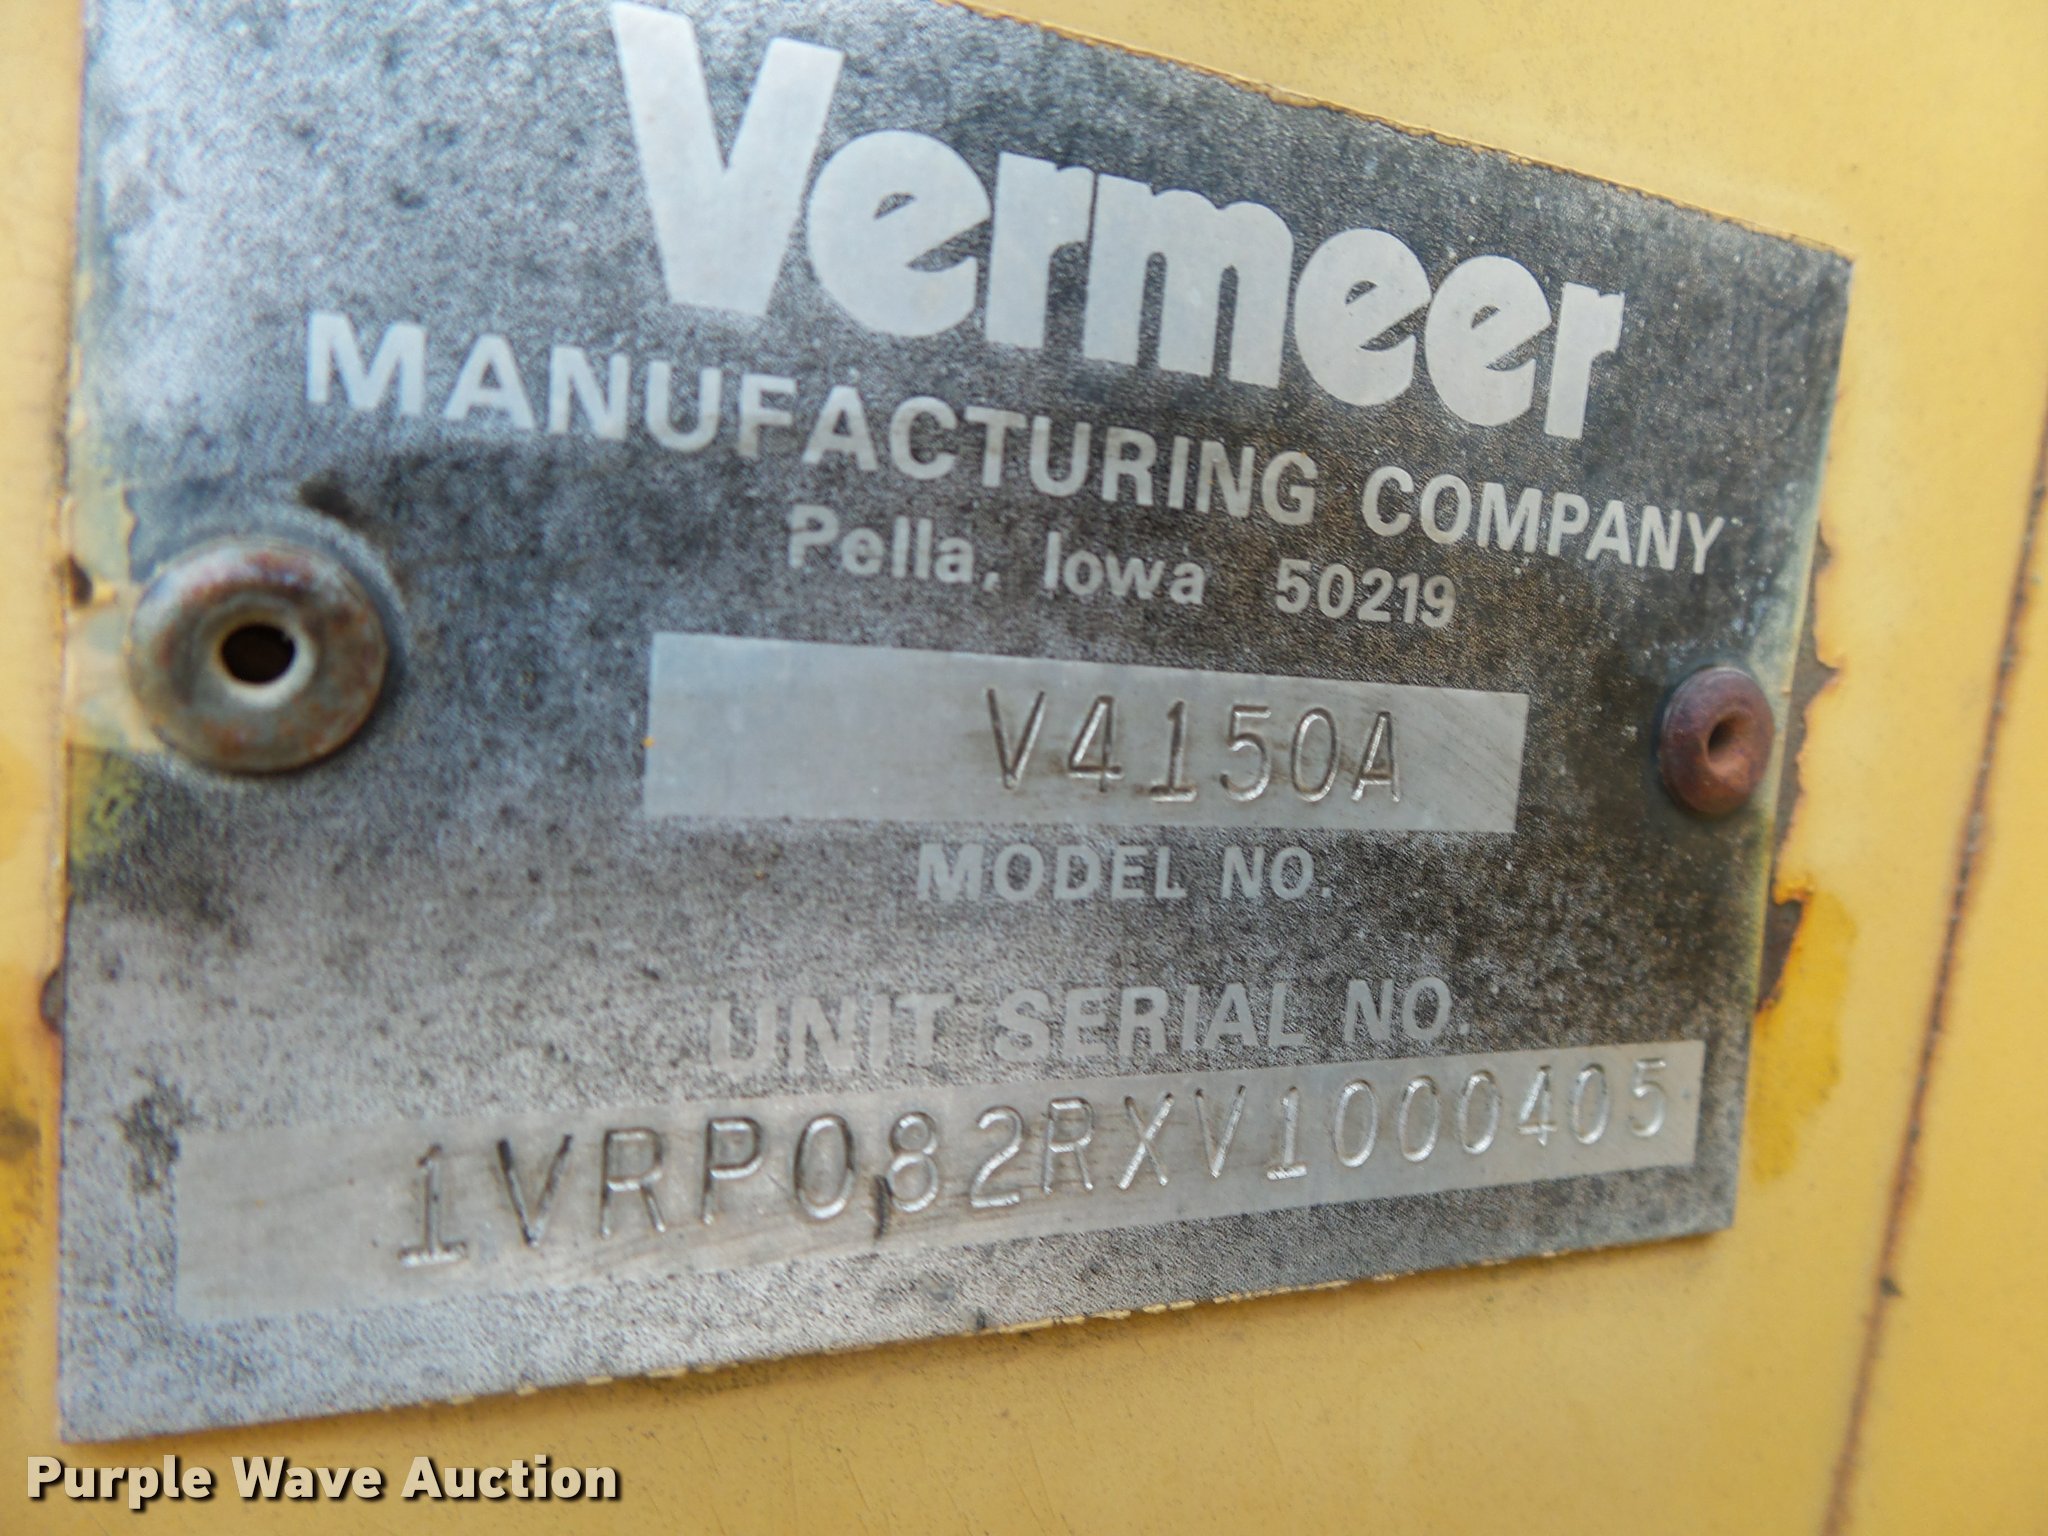 Vermeer
MANUFACTURING COMPANY
Pella, Iowa 50219
V4150A
MODEL NO.
UNIT SERIAL NO.
1VRP082RXV1000405
Purple Wave Auction